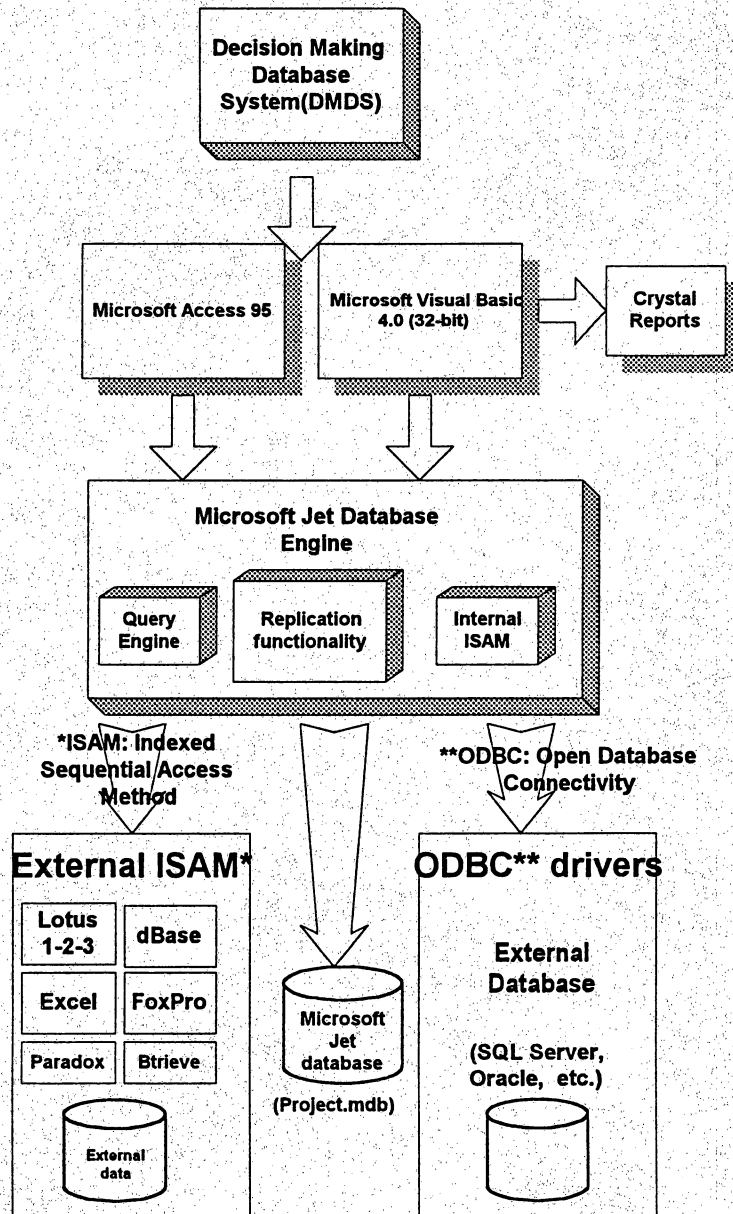 Decision Making
Database
System(DMDS)
Microsoft Access 95
Microsoft Visual Basic
4.0 (32-bit)
Crystal
Reports
Microsoft Jet Database
Engine
Query
Engine
Replication
functionality
Internal
ISAM
*ISAM: Indexed
Sequential Access
Method
**ODBC: Open Database
Connectivity
External ISAM*
Lotus
1-2-3
dBase
Excel
FoxPro
Paradox
Btrieve
External
data
Microsoft
Jet
database
(Project.mdb)
ODBC** drivers
External
Database
(SQL Server,
Oracle, etc.)